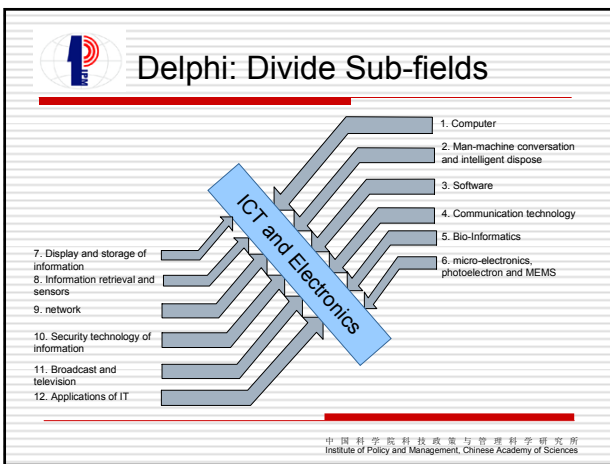 IPM
Delphi: Divide Sub-fields
1. Computer
2. Man-machine conversation
and intelligent dispose
3. Software
4. Communication technology
5. Bio-Informatics
6. micro-electronics,
photoelectron and MEMS
ICT and Electronics
7. Display and storage of
information
8. Information retrieval and
sensors
9. network
10. Security technology of
information
11. Broadcast and
television
12. Applications of IT
中 国 科 学 院 科 技 政 策 与 管 理 科 学 研 究 所
Institute of Policy and Management, Chinese Academy of Sciences